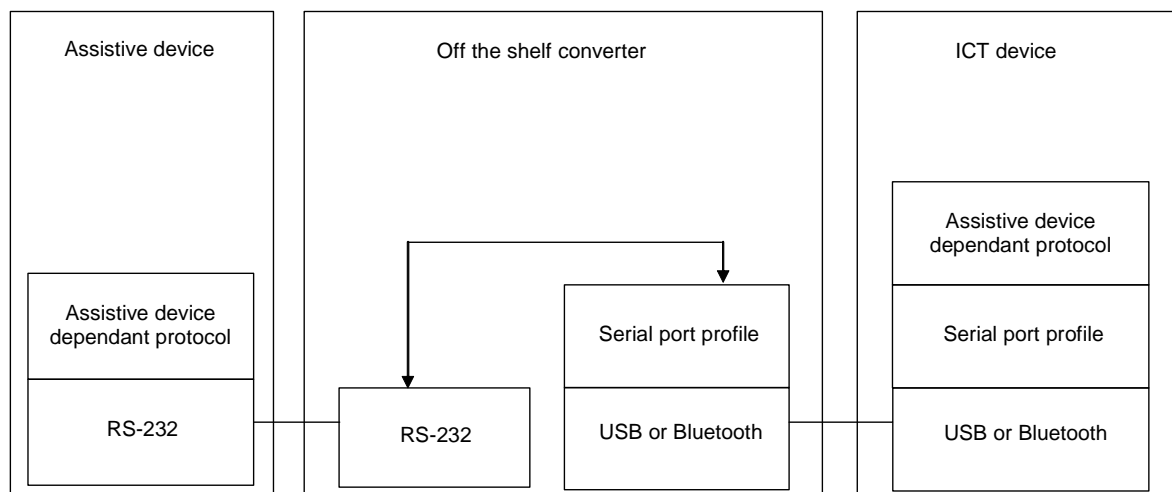 Assistive device
Off the shelf converter
ICT device
Assistive device
dependant protocol
RS-232
RS-232
Serial port profile
USB or Bluetooth
Assistive device
dependant protocol
Serial port profile
USB or Bluetooth